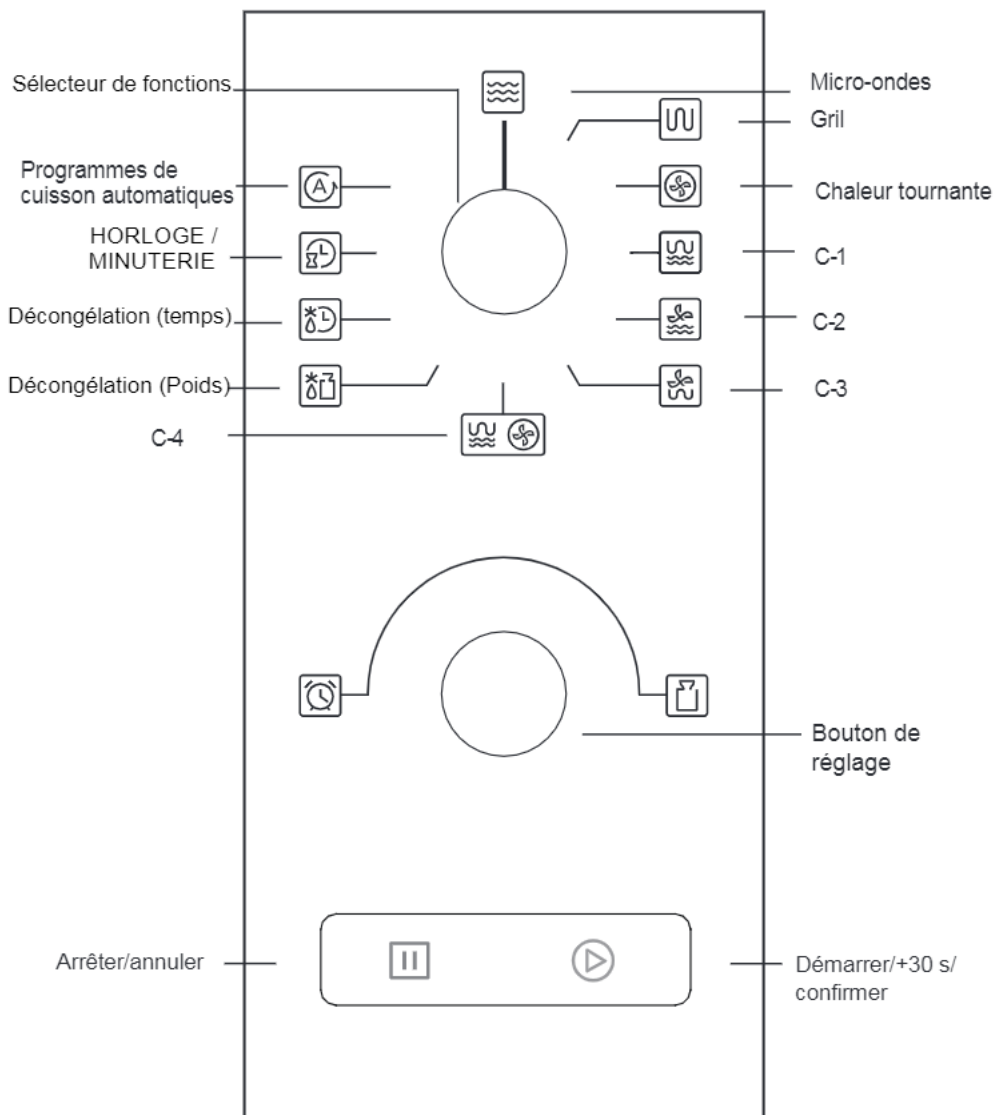 Sélecteur de fonctions
Micro-ondes
Gril
Programmes de
cuisson automatiques
A
Chaleur tournante
HORLOGE /
MINUTERIE
C-1
Décongélation (temps)
C-2
Décongélation (Poids)
C-3
C-4
Bouton de
réglage
Arrêter/annuler
Démarrer/+30 s/
confirmer